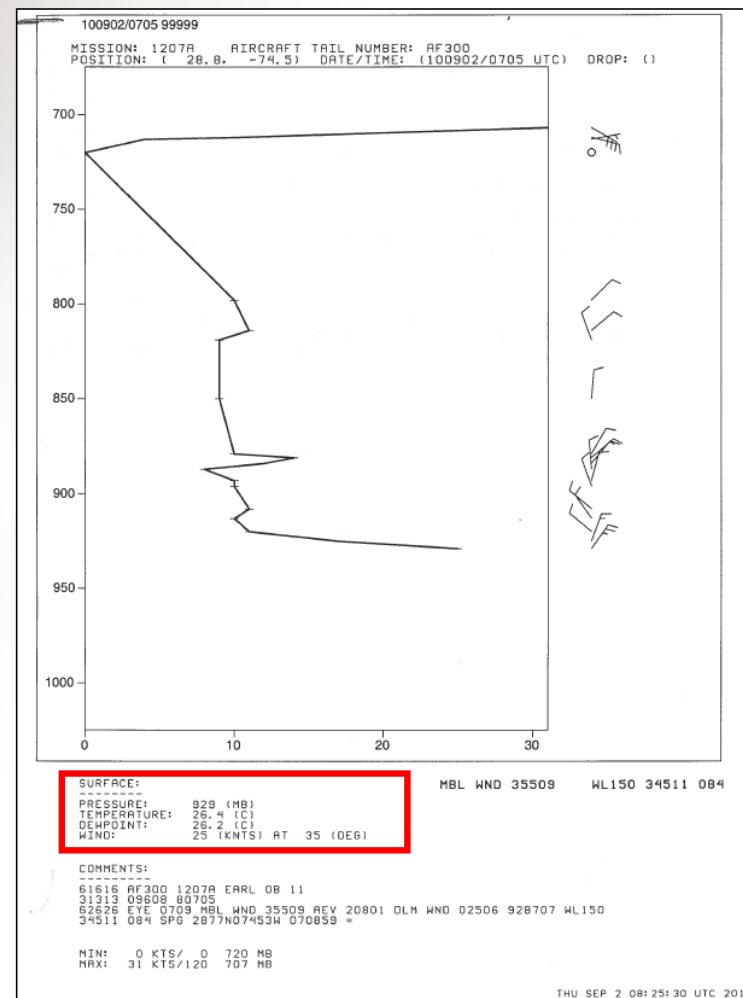 100902/0705 99999
MISSION: 1207A AIRCRAFT TAIL NUMBER: AF300
POSITION: ( 28.8, -74.5) DATE/TIME: (100902/0705 UTC) DROP: ()
700
750
800
850
900
950
1000
0 10 20 30
SURFACE: MBL WND 35509 WL150 34511 084
--------
PRESSURE: 929 (MB)
TEMPERATURE: 26.4 (C)
DEWPOINT: 26.2 (C)
WIND: 25 (KNTS) AT 35 (DEG)
COMMENTS:
---------
61616 AF300 1207A EARL OB 11
31313 09608 80705
62626 EYE 0709 MBL WND 35509 AEV 20801 DLM WND 02506 928707 WL150
34511 084 SPG 2877N07453W 070859 =
MIN: 0 KTS/ 0 720 MB
MAX: 31 KTS/120 707 MB
THU SEP 2 08:25:30 UTC 201